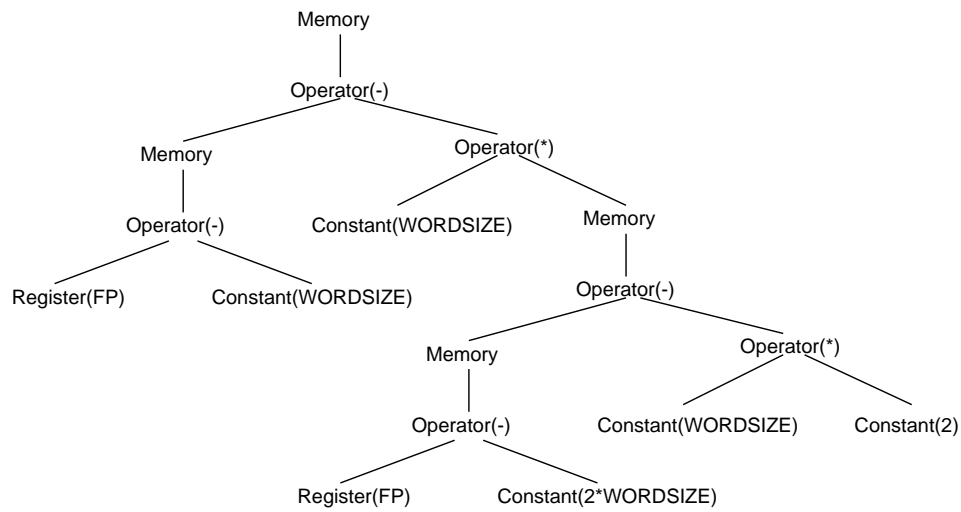 Memory
Operator(-)
Memory
Operator(*)
Operator(-)
Constant(WORDSIZE)
Memory
Register(FP)
Constant(WORDSIZE)
Operator(-)
Memory
Operator(*)
Operator(-)
Constant(WORDSIZE)
Constant(2)
Register(FP)
Constant(2*WORDSIZE)